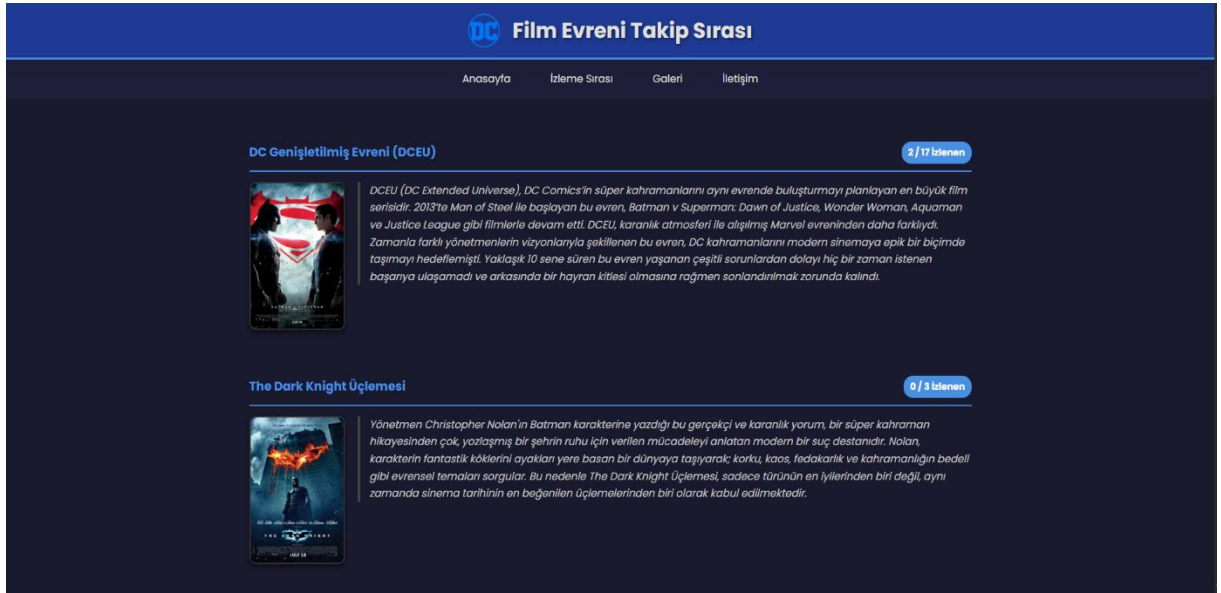 DC Film Evreni Takip Sırası
Anasayfa İzleme Sırası Galeri İletişim
DC Genişletilmiş Evreni (DCEU)
2 / 17 İzlenen
DCEU (DC Extended Universe), DC Comics'in süper kahramanlarını aynı evrende buluşturmayı planlayan en büyük film
serisidir. 2013'te Man of Steel ile başlayan bu evren, Batman v Superman: Dawn of Justice, Wonder Woman, Aquaman
ve Justice League gibi filmlerle devam etti. DCEU, karanlık atmosferi ile alışılmış Marvel evreninden daha farklıydı.
Zamanla farklı yönetmenlerin vizyonlarıyla şekillenen bu evren, DC kahramanlarını modern sinemaya epik bir biçimde
taşımayı hedeflemişti. Yaklaşık 10 sene süren bu evren yaşanan çeşitli sorunlardan dolayı hiç bir zaman istenen
başarıya ulaşamadı ve arkasında bir hayran kitlesi olmasına rağmen sonlandırılmak zorunda kalındı.
The Dark Knight Üçlemesi
0 / 3 İzlenen
Yönetmen Christopher Nolan'ın Batman karakterine yazdığı bu gerçekçi ve karanlık yorum, bir süper kahraman
hikayesinden çok, yozlaşmış bir şehrin ruhu için verilen mücadeleyi anlatan modern bir suç destanıdır. Nolan,
karakterin fantastik köklerini ayakları yere basan bir dünyaya taşıyarak; korku, kaos, fedakarlık ve kahramanlığın bedeli
gibi evrensel temaları sorgular. Bu nedenle The Dark Knight Üçlemesi, sadece türünün en iyilerinden biri değil, aynı
zamanda sinema tarihinin en beğenilen üçlemelerinden biri olarak kabul edilmektedir.
THE DARK KNIGHT